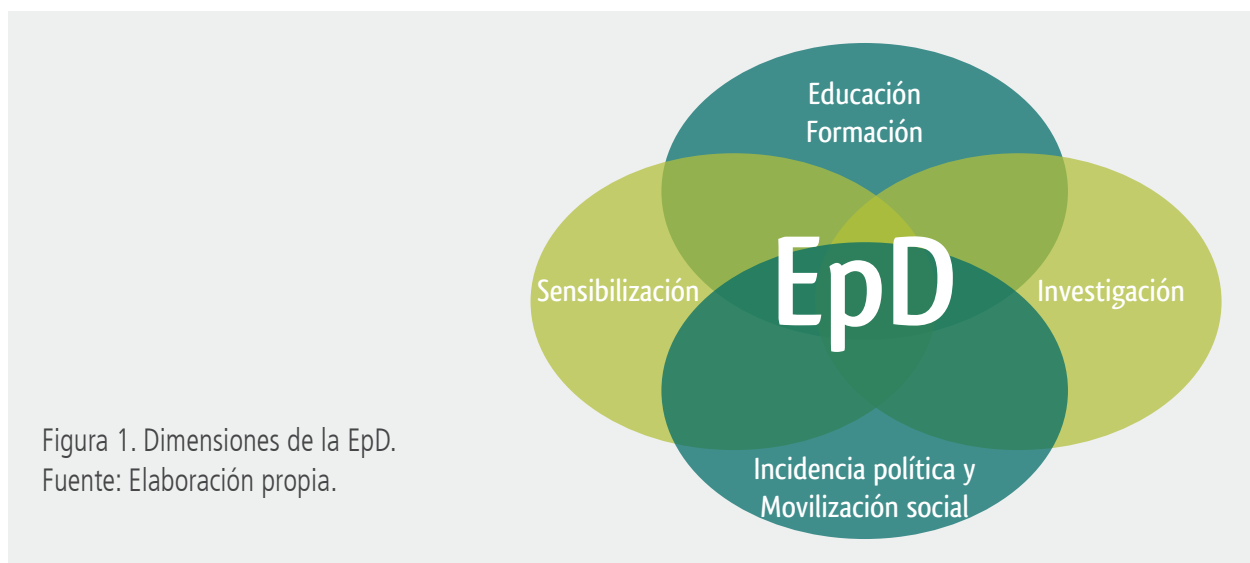 Educación
Formación
Sensibilización
EpD
Investigación
Incidencia política y
Movilización social
Figura 1. Dimensiones de la EpD.
Fuente: Elaboración propia.